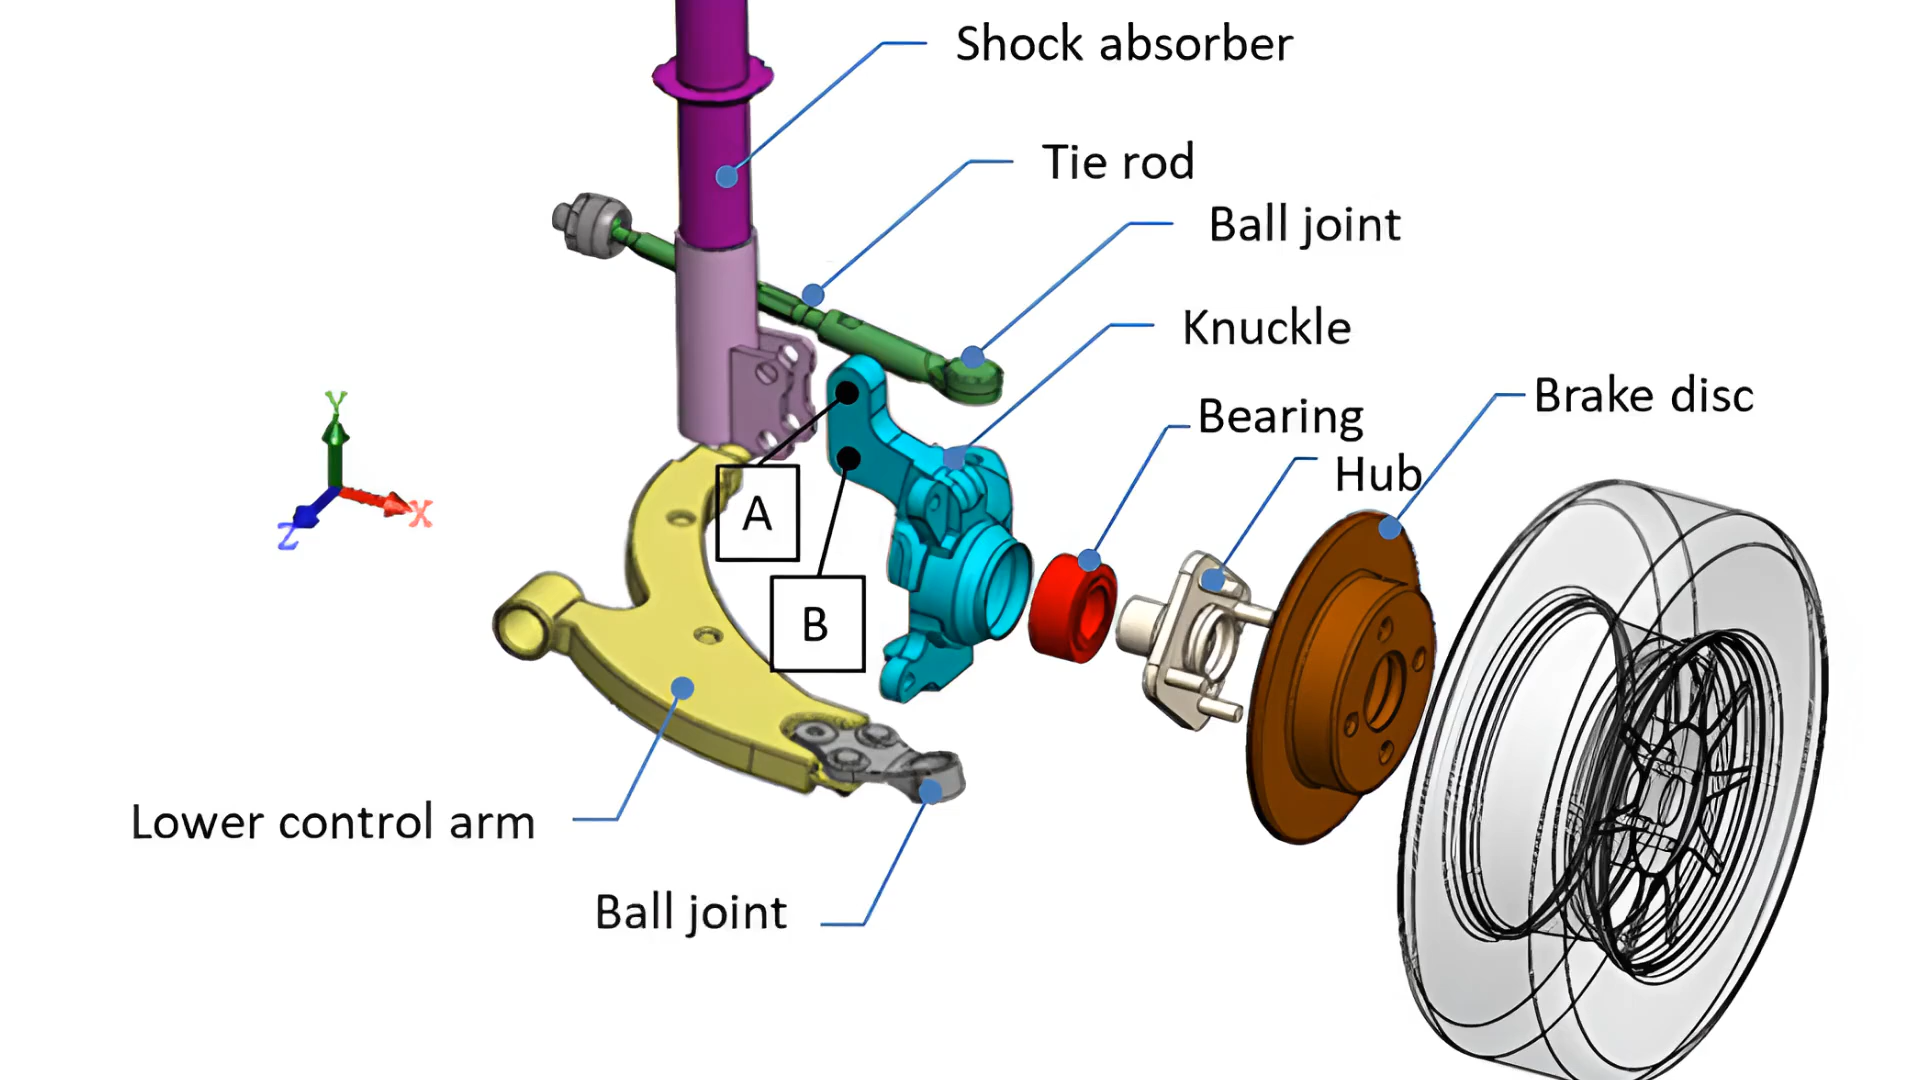 Shock absorber
Tie rod
Ball joint
Knuckle
Brake disc
Bearing
Hub
Y
X
Z
A
B
Lower control arm
Ball joint